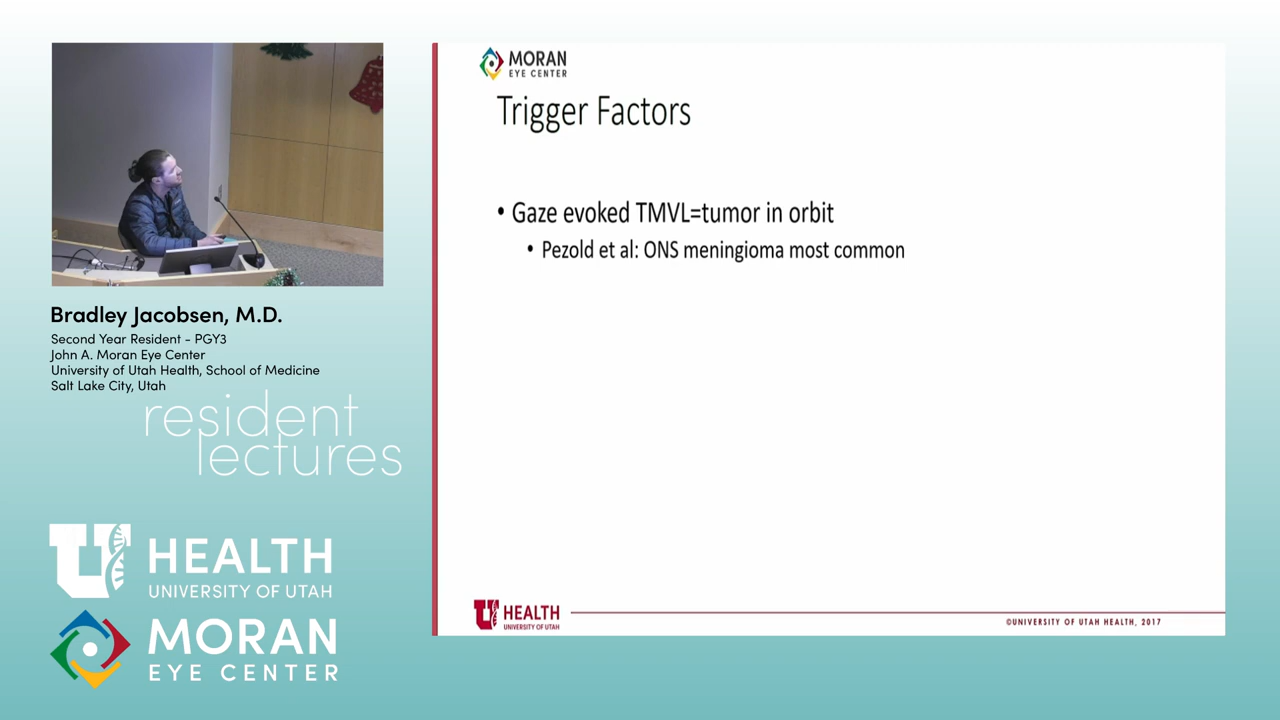 MORAN
EYE CENTER
Trigger Factors
• Gaze evoked TMVL=tumor in orbit
• Pezold et al: ONS meningioma most common
Bradley Jacobsen, M.D.
Second Year Resident - PGY3
John A. Moran Eye Center
University of Utah Health, School of Medicine
Salt Lake City, Utah
resident
lectures
U HEALTH
UNIVERSITY OF UTAH
MORAN
EYE CENTER
U HEALTH
UNIVERSITY OF UTAH
©UNIVERSITY OF UTAH HEALTH, 2017